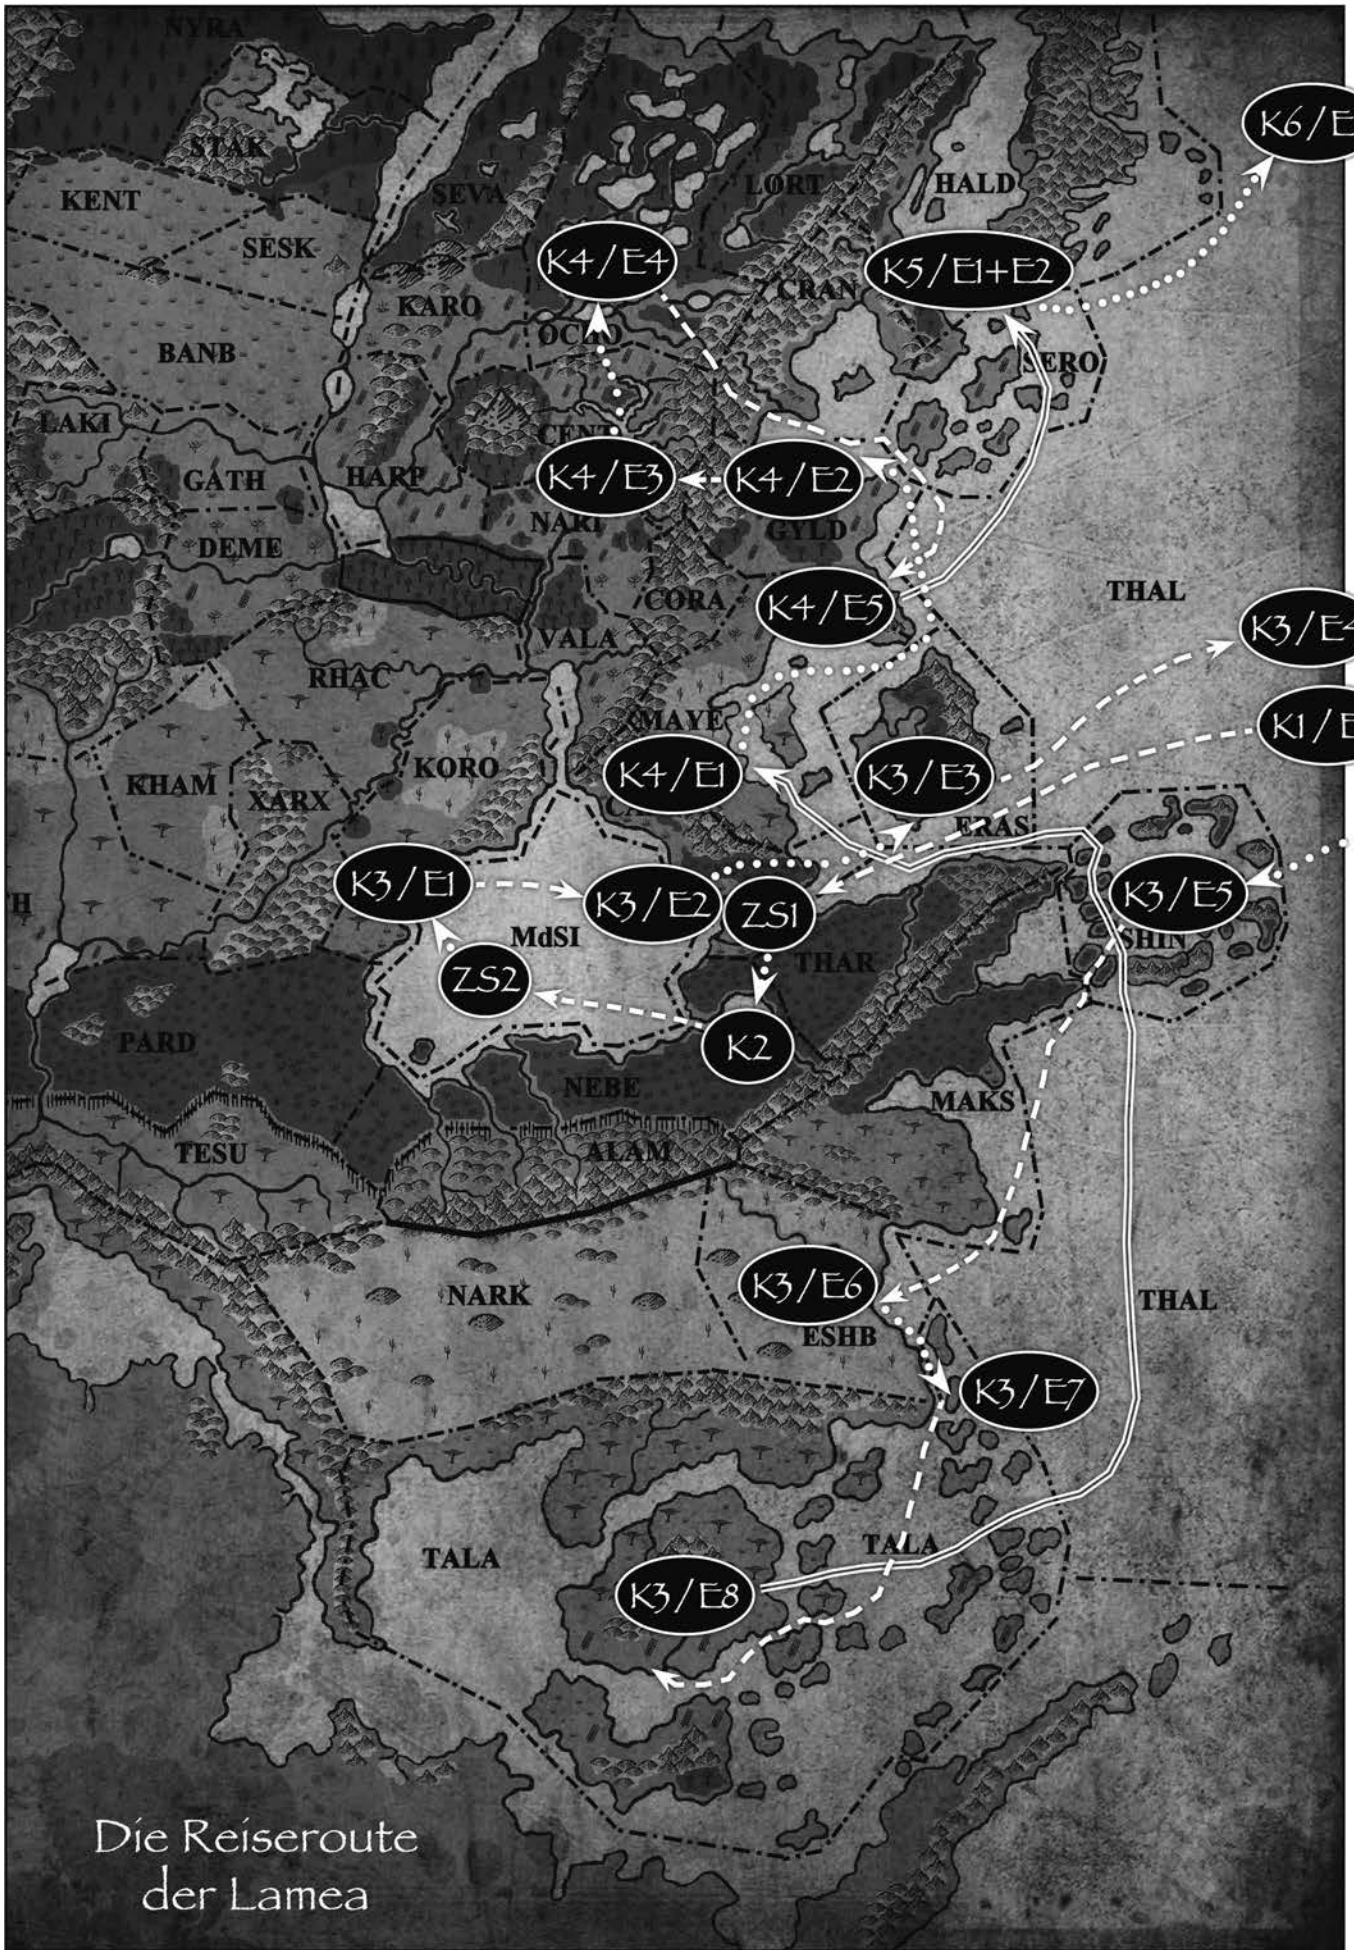 NYRA
K6/E
STAK
LORT
HALD
KENT
SEVA
SESK
K4/E4
K5/E1+E2
CRAN
KARO
OCHO
BANB
SERO
LAKI
CENT
GATH
HARP
K4/E3
K4/E2
NARI
GYLD
DEME
THAL
CORA
K4/E5
VALA
K3/E4
RHAC
MAYE
K1/E
KORO
KHAM
XARX
K4/E1
K3/E3
ERAS
K3/E1
K3/E2
ZS1
K3/E5
H
MdSI
SHIN
THAR
ZS2
PARD
K2
NEBE
MAKS
TESU
ALAM
K3/E6
NARK
THAL
ESHB
K3/E7
TALA
TALA
K3/E8
Die Reiseroute
der Lamea